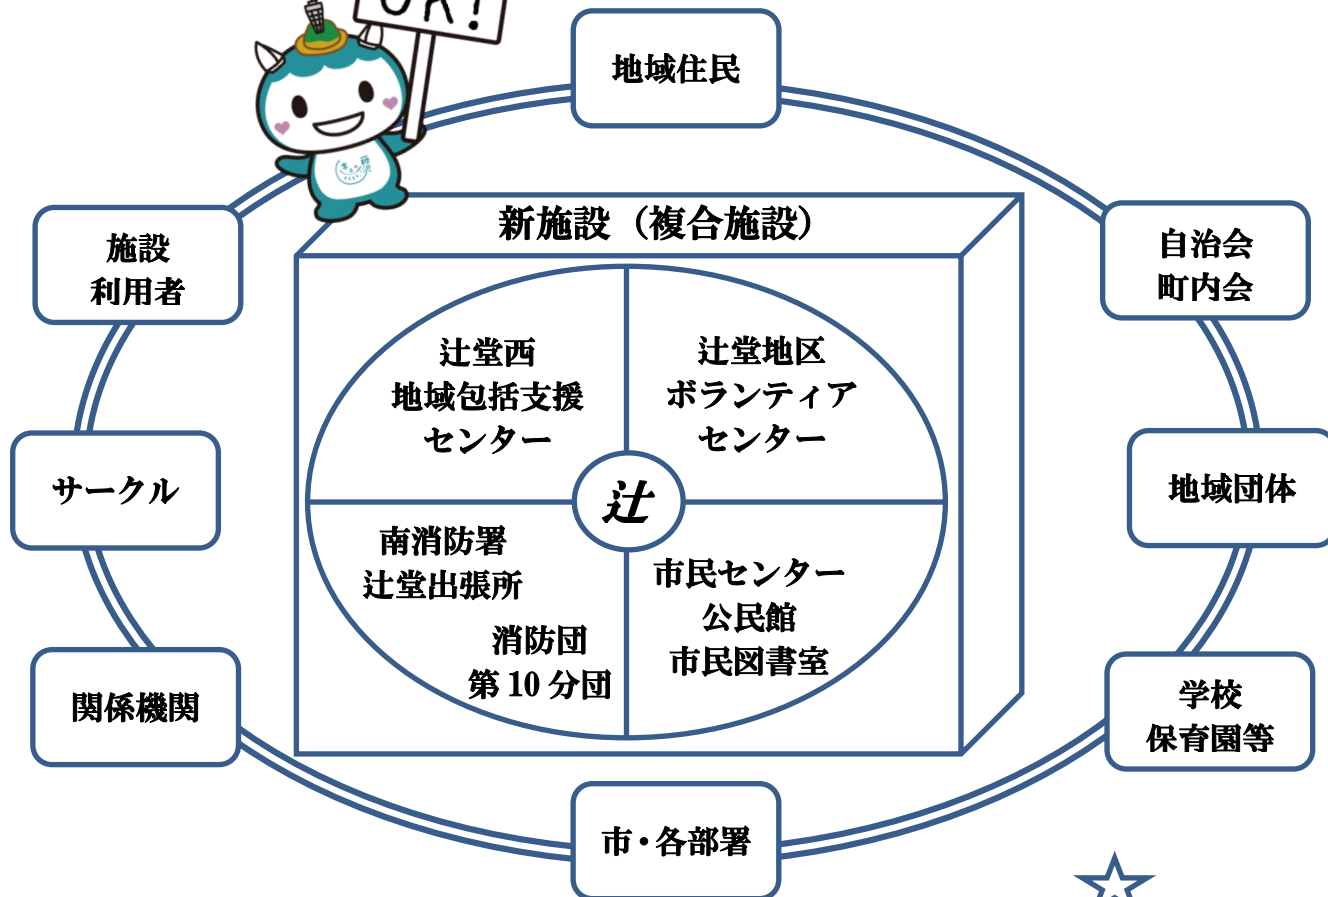 OK!
地域住民
新施設（複合施設）
施設
利用者
自治会
町内会
辻堂西
地域包括支援
センター
辻堂地区
ボランティア
センター
サークル
辻
地域団体
南消防署
辻堂出張所
消防団
第10分団
市民センター
公民館
市民図書室
関係機関
学校
保育園等
市・各部署